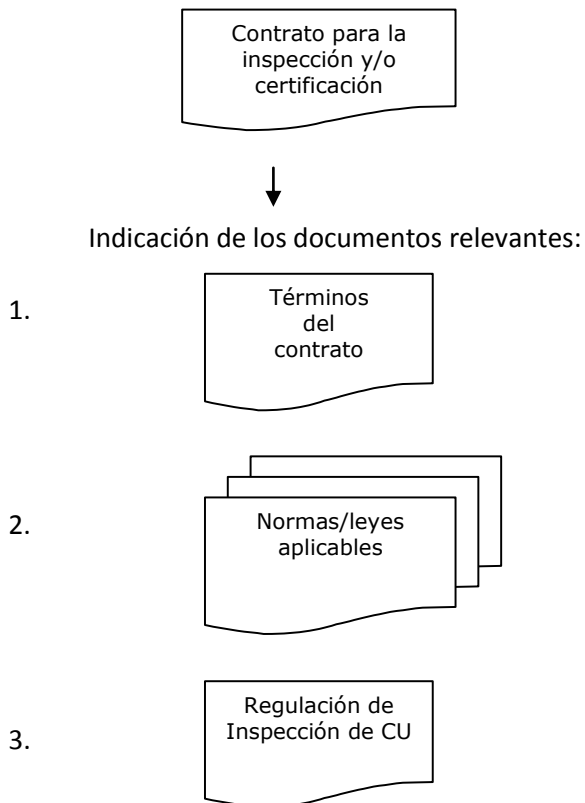 Contrato para la
inspección y/o
certificación
Indicación de los documentos relevantes:
1.
Términos
del
contrato
2.
Normas/leyes
aplicables
3.
Regulación de
Inspección de CU